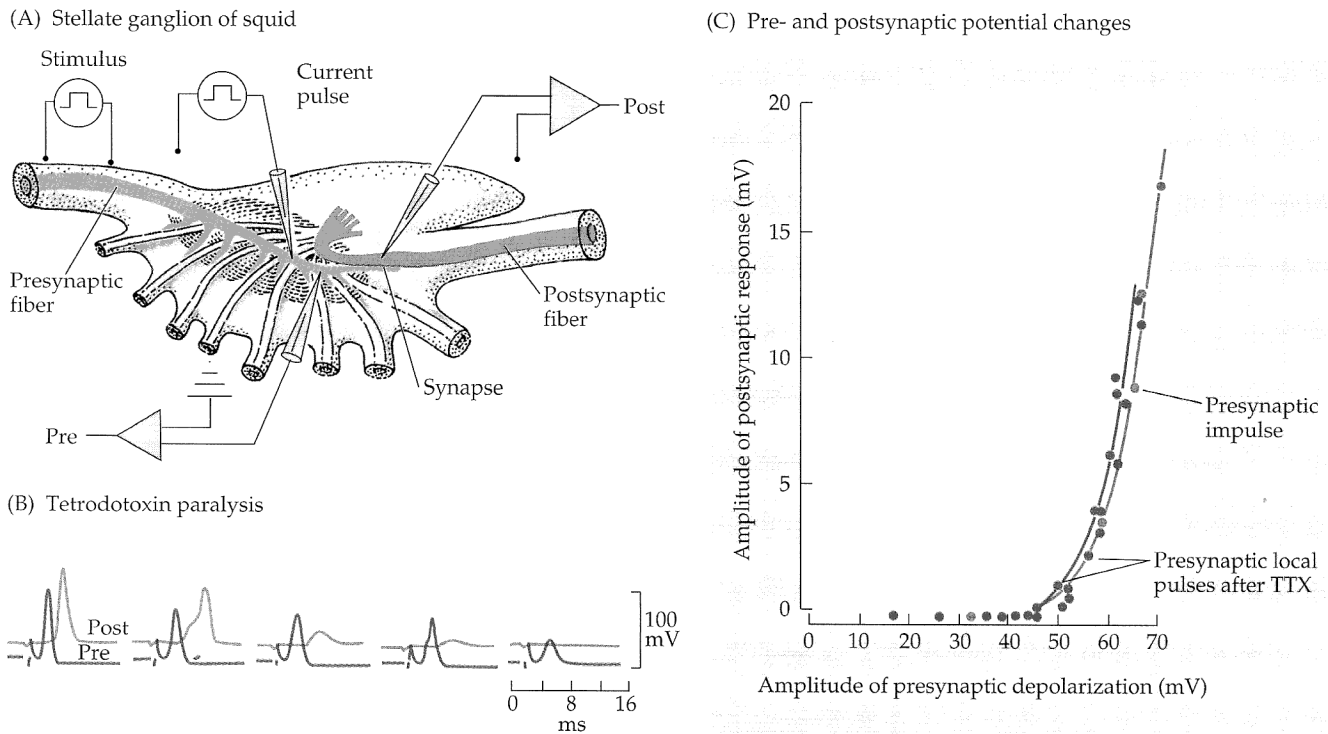 (A) Stellate ganglion of squid
Stimulus
Current
pulse
Post
Presynaptic
fiber
Postsynaptic
fiber
Synapse
Pre
(B) Tetrodotoxin paralysis
Post
Pre
100
mV
0 8 16
ms
(C) Pre- and postsynaptic potential changes
Amplitude of postsynaptic response (mV)
20
15
10
5
0
Presynaptic
impulse
Presynaptic local
pulses after TTX
0 10 20 30 40 50 60 70
Amplitude of presynaptic depolarization (mV)